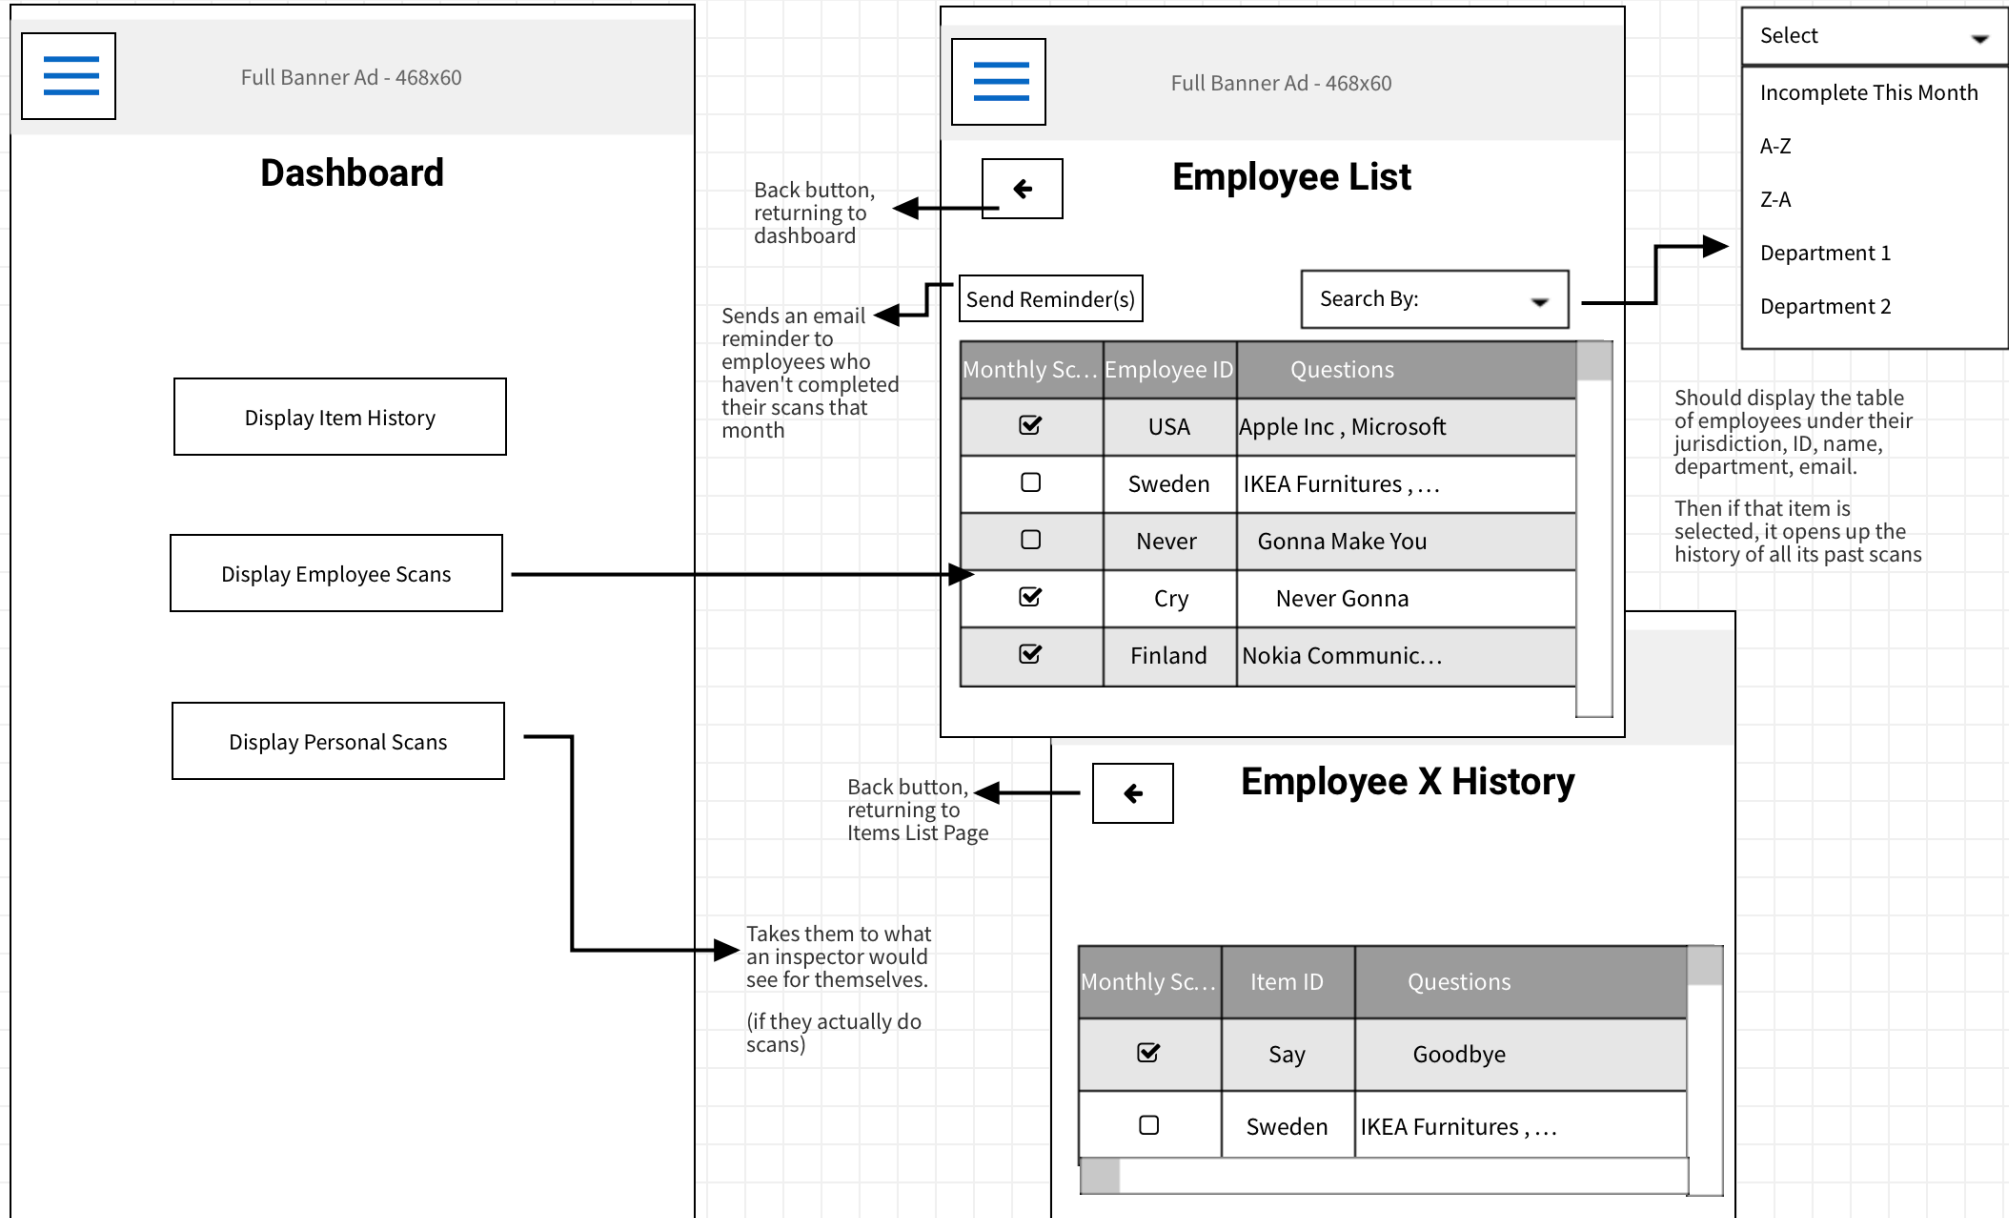 Full Banner Ad - 468x60
Dashboard
Display Item History
Display Employee Scans
Display Personal Scans
Back button,
returning to
dashboard
Sends an email
reminder to
employees who
haven't completed
their scans that
month
Full Banner Ad - 468x60
Employee List
Send Reminder(s)
Search By:
Monthly Sc... Employee ID Questions
USA Apple Inc , Microsoft
Sweden IKEA Furnitures , ...
Never Gonna Make You
Cry Never Gonna
Finland Nokia Communic...
Select
Incomplete This Month
A-Z
Z-A
Department 1
Department 2
Should display the table
of employees under their
jurisdiction, ID, name,
department, email.
Then if that item is
selected, it opens up the
history of all its past scans
Back button,
returning to
Items List Page
Employee X History
Monthly Sc... Item ID Questions
Say Goodbye
Sweden IKEA Furnitures , ...
Takes them to what
an inspector would
see for themselves.
(if they actually do
scans)